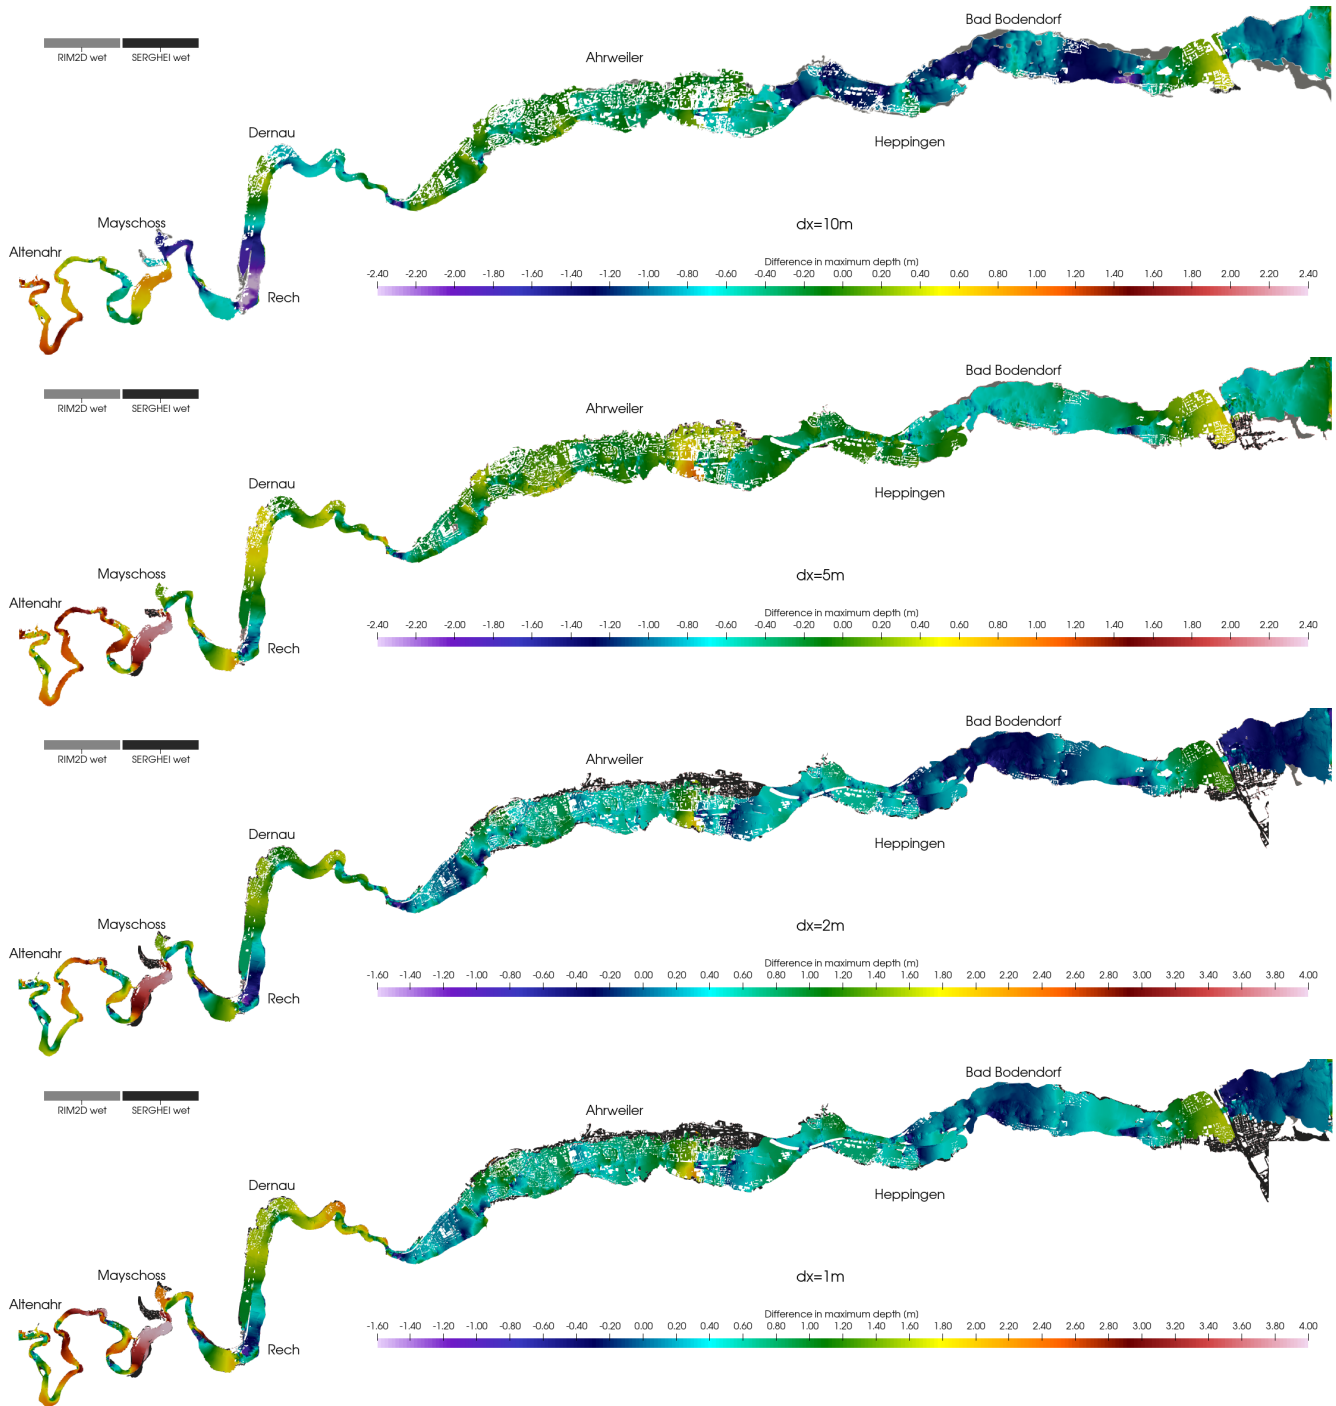 Bad Bodendorf
RIM2D wet SERGHEI wet
Ahrweiler
Dernau
Heppingen
Mayschoss
dx=10m
Altenahr
Difference in maximum depth (m)
-2.40 -2.20 -2.00 -1.80 -1.60 -1.40 -1.20 -1.00 -0.80 -0.60 -0.40 -0.20 0.00 0.20 0.40 0.60 0.80 1.00 1.20 1.40 1.60 1.80 2.00 2.20 2.40
Rech
Bad Bodendorf
RIM2D wet SERGHEI wet
Ahrweiler
Dernau
Heppingen
Mayschoss
dx=5m
Altenahr
Difference in maximum depth (m)
-2.40 -2.20 -2.00 -1.80 -1.60 -1.40 -1.20 -1.00 -0.80 -0.60 -0.40 -0.20 0.00 0.20 0.40 0.60 0.80 1.00 1.20 1.40 1.60 1.80 2.00 2.20 2.40
Rech
Bad Bodendorf
RIM2D wet SERGHEI wet
Ahrweiler
Dernau
Heppingen
Mayschoss
dx=2m
Altenahr
Difference in maximum depth (m)
-1.60 -1.40 -1.20 -1.00 -0.80 -0.60 -0.40 -0.20 0.00 0.20 0.40 0.60 0.80 1.00 1.20 1.40 1.60 1.80 2.00 2.20 2.40 2.60 2.80 3.00 3.20 3.40 3.60 3.80 4.00
Rech
Bad Bodendorf
RIM2D wet SERGHEI wet
Ahrweiler
Dernau
Heppingen
Mayschoss
dx=1m
Altenahr
Difference in maximum depth (m)
-1.60 -1.40 -1.20 -1.00 -0.80 -0.60 -0.40 -0.20 0.00 0.20 0.40 0.60 0.80 1.00 1.20 1.40 1.60 1.80 2.00 2.20 2.40 2.60 2.80 3.00 3.20 3.40 3.60 3.80 4.00
Rech